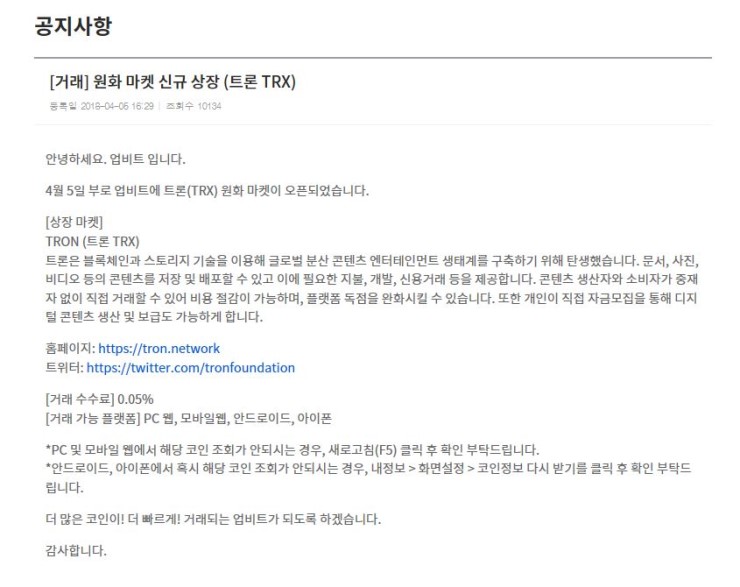 공지사항
[거래] 원화 마켓 신규 상장 (트론 TRX)
등록일 2018-04-06 16:29 | 조회수 10134
안녕하세요. 업비트 입니다.
4월 5일 부로 업비트에 트론(TRX) 원화 마켓이 오픈되었습니다.
[상장 마켓]
TRON (트론 TRX)
트론은 블록체인과 스토리지 기술을 이용해 글로벌 분산 콘텐츠 엔터테인먼트 생태계를 구축하기 위해 탄생했습니다. 문서, 사진,
비디오 등의 콘텐츠를 저장 및 배포할 수 있고 이에 필요한 지불, 개발, 신용거래 등을 제공합니다. 콘텐츠 생산자와 소비자가 중재
자 없이 직접 거래할 수 있어 비용 절감이 가능하며, 플랫폼 독점을 완화시킬 수 있습니다. 또한 개인이 직접 자금모집을 통해 디지
털 콘텐츠 생산 및 보급도 가능하게 합니다.
홈페이지: https://tron.network
트위터: https://twitter.com/tronfoundation
[거래 수수료] 0.05%
[거래 가능 플랫폼] PC 웹, 모바일웹, 안드로이드, 아이폰
*PC 및 모바일 웹에서 해당 코인 조회가 안되시는 경우, 새로고침(F5) 클릭 후 확인 부탁드립니다.
*안드로이드, 아이폰에서 혹시 해당 코인 조회가 안되시는 경우, 내정보 > 화면설정 > 코인정보 다시 받기를 클릭 후 확인 부탁드
립니다.
더 많은 코인이! 더 빠르게! 거래되는 업비트가 되도록 하겠습니다.
감사합니다.